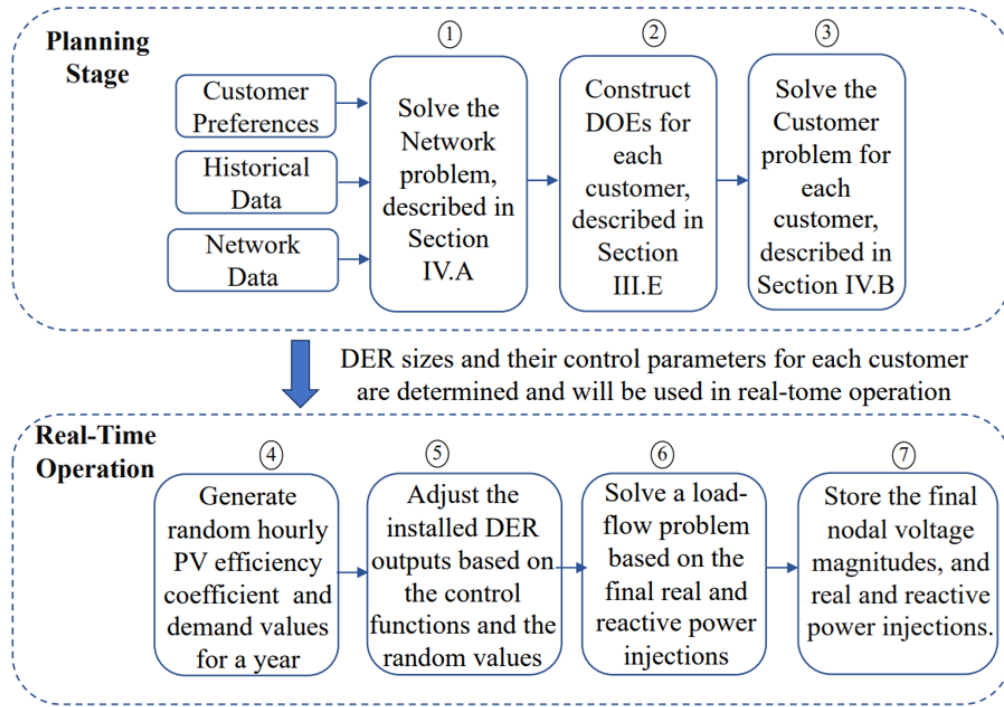 Planning
Stage
Customer
Preferences
Historical
Data
Network
Data
①
Solve the
Network
problem,
described in
Section
IV.A
②
Construct
DOEs for
each
customer,
described in
Section
III.E
③
Solve the
Customer
problem for
each
customer,
described in
Section IV.B
DER sizes and their control parameters for each customer
are determined and will be used in real-tome operation
Real-Time
Operation
④
Generate
random hourly
PV efficiency
coefficient and
demand values
for a year
⑤
Adjust the
installed DER
outputs based on
the control
functions and the
random values
⑥
Solve a load-
flow problem
based on the
final real and
reactive power
injections
⑦
Store the final
nodal voltage
magnitudes, and
real and reactive
power injections.